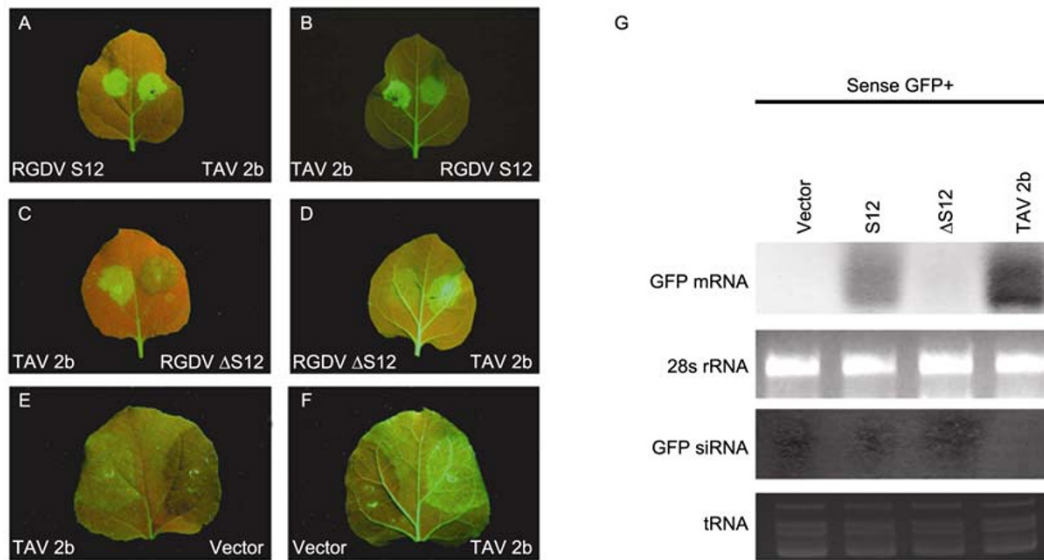 A
RGDV S12 TAV 2b
B
TAV 2b RGDV S12
C
TAV 2b RGDV ΔS12
D
RGDV ΔS12 TAV 2b
E
TAV 2b Vector
F
Vector TAV 2b
G
Sense GFP+
Vector
S12
ΔS12
TAV 2b
GFP mRNA
28s rRNA
GFP siRNA
tRNA